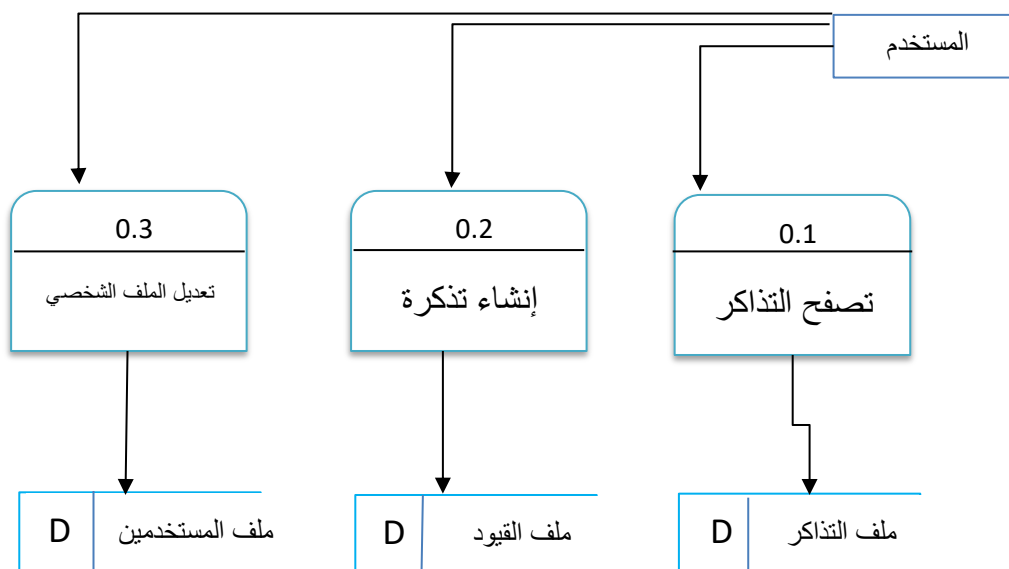 المستخدم
0.1
تصفح التذاكر
0.2
إنشاء تذكرة
0.3
تعديل الملف الشخصي
ملف التذاكر
D
ملف القيود
D
ملف المستخدمين
D